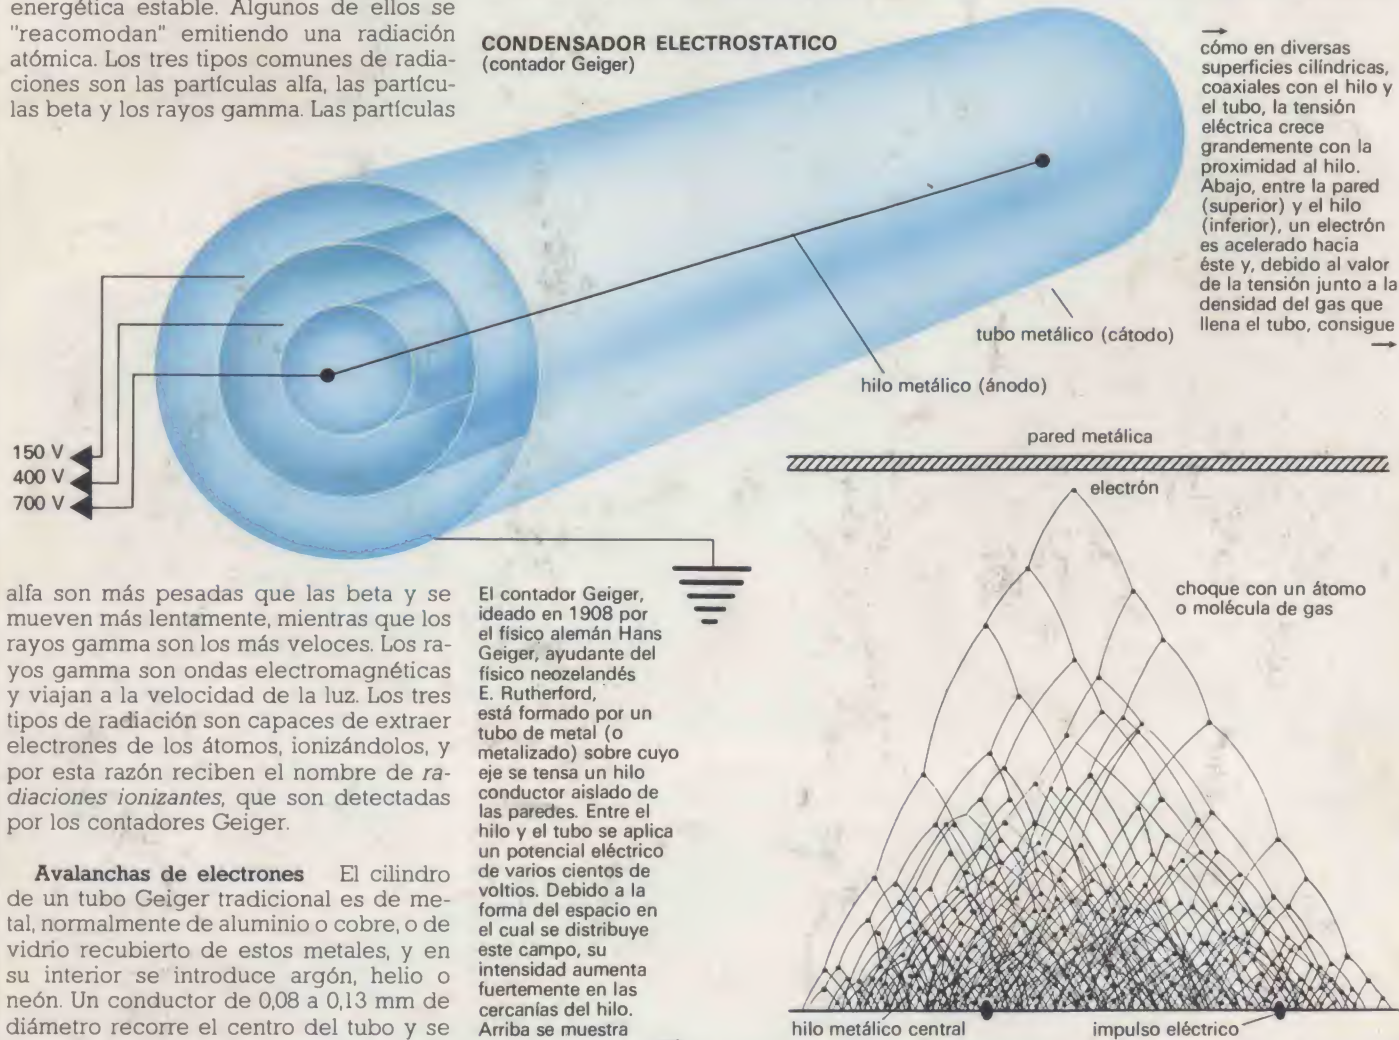 energética estable. Algunos de ellos se
"reacomodan" emitiendo una radiación
atómica. Los tres tipos comunes de radia-
ciones son las partículas alfa, las partícu-
las beta y los rayos gamma. Las partículas
alfa son más pesadas que las beta y se
mueven más lentamente, mientras que los
rayos gamma son los más veloces. Los ra-
yos gamma son ondas electromagnéticas
y viajan a la velocidad de la luz. Los tres
tipos de radiación son capaces de extraer
electrones de los átomos, ionizándolos, y
por esta razón reciben el nombre de ra-
diaciones ionizantes, que son detectadas
por los contadores Geiger.
Avalanchas de electrones El cilindro
de un tubo Geiger tradicional es de me-
tal, normalmente de aluminio o cobre, o de
vidrio recubierto de estos metales, y en
su interior se introduce argón, helio o
neón. Un conductor de 0,08 a 0,13 mm de
diámetro recorre el centro del tubo y se
CONDENSADOR ELECTROSTATICO
(contador Geiger)
150 V
400 V
700 V
tubo metálico (cátodo)
hilo metálico (ánodo)
El contador Geiger,
ideado en 1908 por
el físico alemán Hans
Geiger, ayudante del
físico neozelandés
E. Rutherford,
está formado por un
tubo de metal (o
metalizado) sobre cuyo
eje se tensa un hilo
conductor aislado de
las paredes. Entre el
hilo y el tubo se aplica
un potencial eléctrico
de varios cientos de
voltios. Debido a la
forma del espacio en
el cual se distribuye
este campo, su
intensidad aumenta
fuertemente en las
cercanías del hilo.
Arriba se muestra
→
cómo en diversas
superficies cilíndricas,
coaxiales con el hilo y
el tubo, la tensión
eléctrica crece
grandemente con la
proximidad al hilo.
Abajo, entre la pared
(superior) y el hilo
(inferior), un electrón
es acelerado hacia
éste y, debido al valor
de la tensión junto a la
densidad del gas que
llena el tubo, consigue
→
pared metálica
electrón
choque con un átomo
o molécula de gas
hilo metálico central
impulso eléctrico